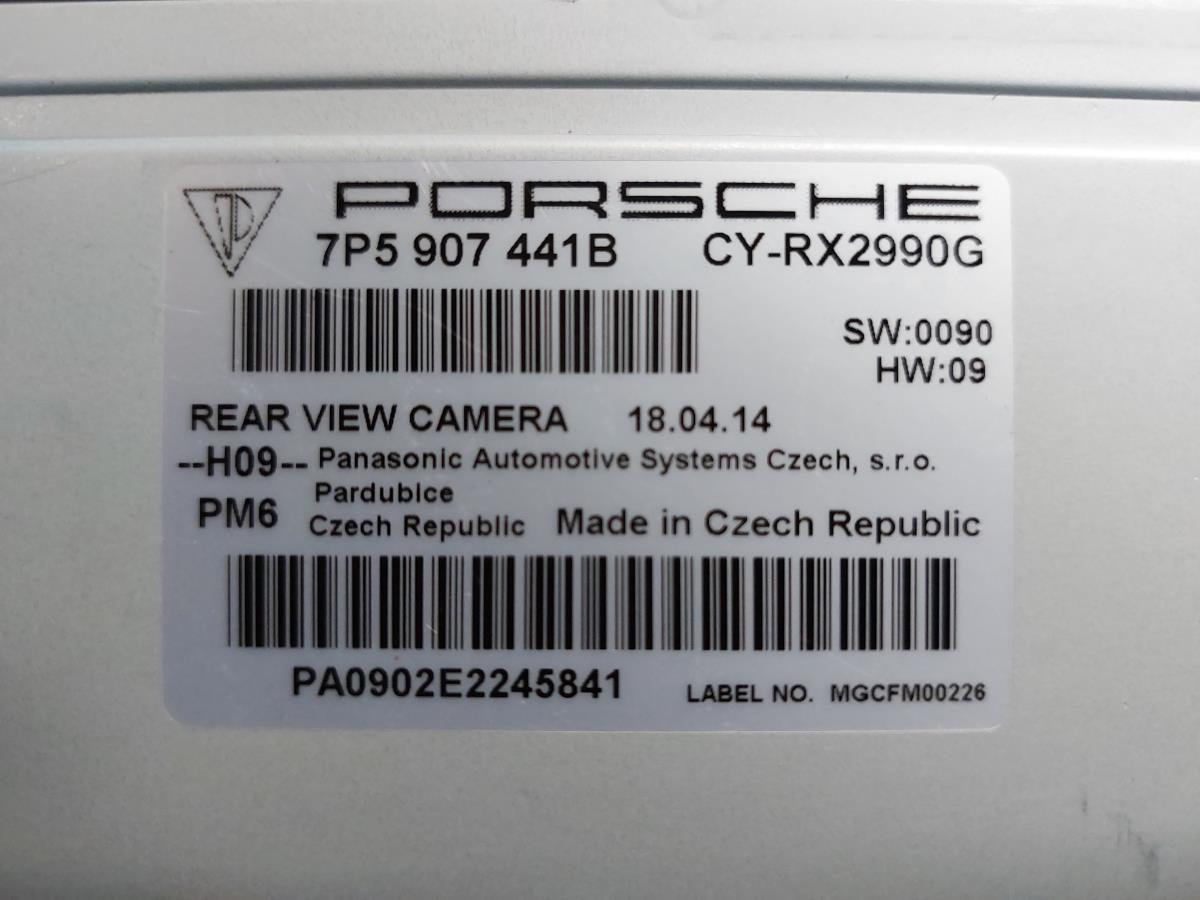 PORSCHE
7P5 907 441B CY-RX2990G
SW:0090
HW:09
REAR VIEW CAMERA 18.04.14
--H09-- Panasonic Automotive Systems Czech, s.r.o.
Pardubice
PM6 Czech Republic Made in Czech Republic
PA0902E2245841 LABEL NO. MGCFM00226